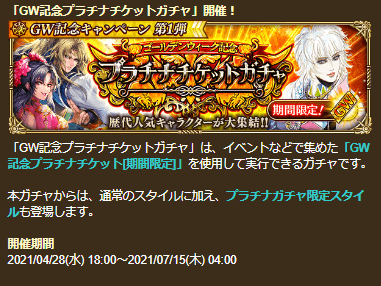 「GW記念プラチナチケットガチャ」開催！
GW記念キャンペーン 第1弾
ゴールデンウィーク記念
プラチナチケットガチャ
期間限定!
GW
歴代人気キャラクターが大集結!!
「GW記念プラチナチケットガチャ」は、イベントなどで集めた「GW
記念プラチナチケット[期間限定]」を使用して実行できるガチャです。
本ガチャからは、通常のスタイルに加え、プラチナガチャ限定スタイ
ルも登場します。
開催期間
2021/04/28(水) 18:00～2021/07/15(木) 04:00